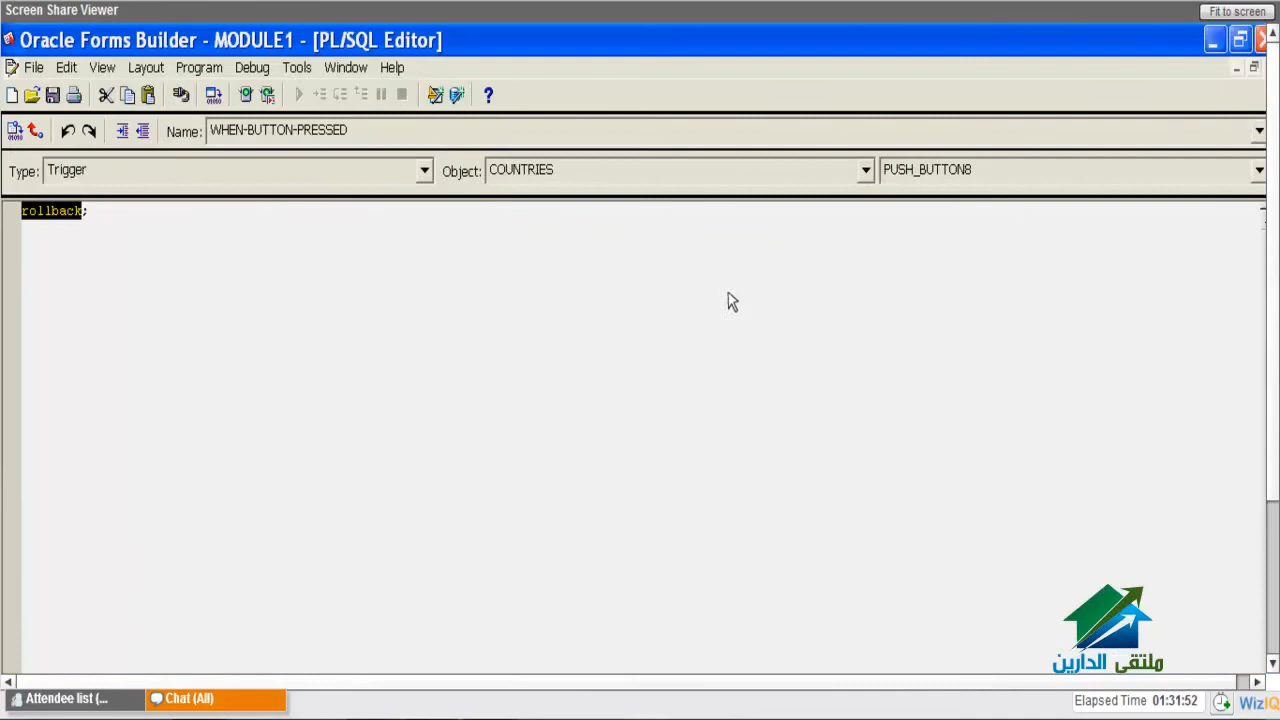 Screen Share Viewer
Fit to screen
Oracle Forms Builder - MODULE1 - [PL/SQL Editor]
File Edit View Layout Program Debug Tools Window Help
Name: WHEN-BUTTON-PRESSED
Type: Trigger Object: COUNTRIES PUSH_BUTTON8
rollback;
ملتقى الدارين
Attendee list (... Chat (All) Elapsed Time 01:31:52 WizIQ